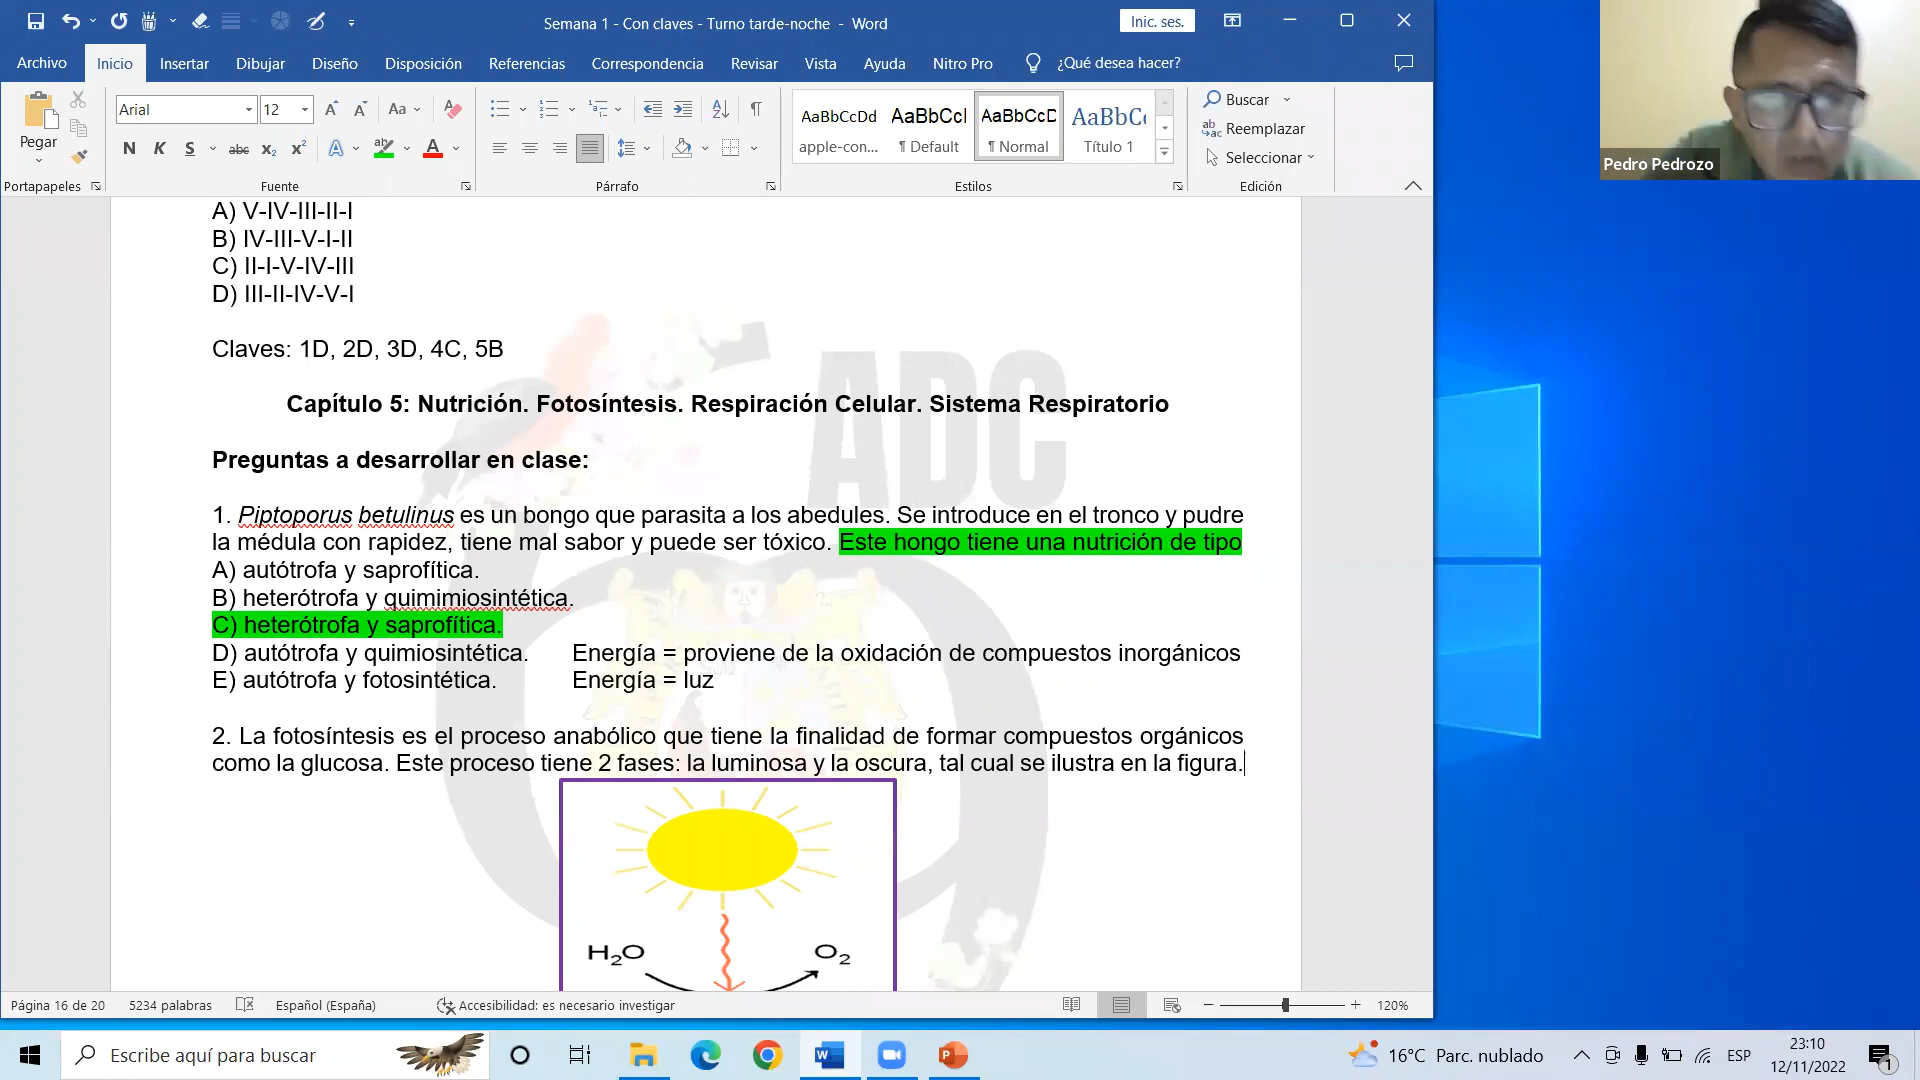 Semana 1 - Con claves - Turno tarde-noche - Word
Inic. ses.
Archivo Inicio Insertar Dibujar Diseño Disposición Referencias Correspondencia Revisar Vista Ayuda Nitro Pro ¿Qué desea hacer?
Arial 12 Aa
Pegar
N K S abc x₂ x² A A
AaBbCcDd AaBbCcI AaBbCcD AaBbCc
apple-con... ¶ Default ¶ Normal Título 1
Buscar
Reemplazar
Seleccionar
Portapapeles Fuente Párrafo Estilos Edición
Pedro Pedrozo
A) V-IV-III-II-I
B) IV-III-V-I-II
C) II-I-V-IV-III
D) III-II-IV-V-I
Claves: 1D, 2D, 3D, 4C, 5B
ADC
Capítulo 5: Nutrición. Fotosíntesis. Respiración Celular. Sistema Respiratorio
Preguntas a desarrollar en clase:
1. Piptoporus betulinus es un bongo que parasita a los abedules. Se introduce en el tronco y pudre
la médula con rapidez, tiene mal sabor y puede ser tóxico. Este hongo tiene una nutrición de tipo
A) autótrofa y saprofítica.
B) heterótrofa y quimimiosintética.
C) heterótrofa y saprofítica.
D) autótrofa y quimiosintética. Energía = proviene de la oxidación de compuestos inorgánicos
E) autótrofa y fotosintética. Energía = luz
2. La fotosíntesis es el proceso anabólico que tiene la finalidad de formar compuestos orgánicos
como la glucosa. Este proceso tiene 2 fases: la luminosa y la oscura, tal cual se ilustra en la figura.
H₂O O₂
Página 16 de 20 5234 palabras Español (España) Accesibilidad: es necesario investigar 120%
Escribe aquí para buscar
16°C Parc. nublado ESP
23:10
12/11/2022
1